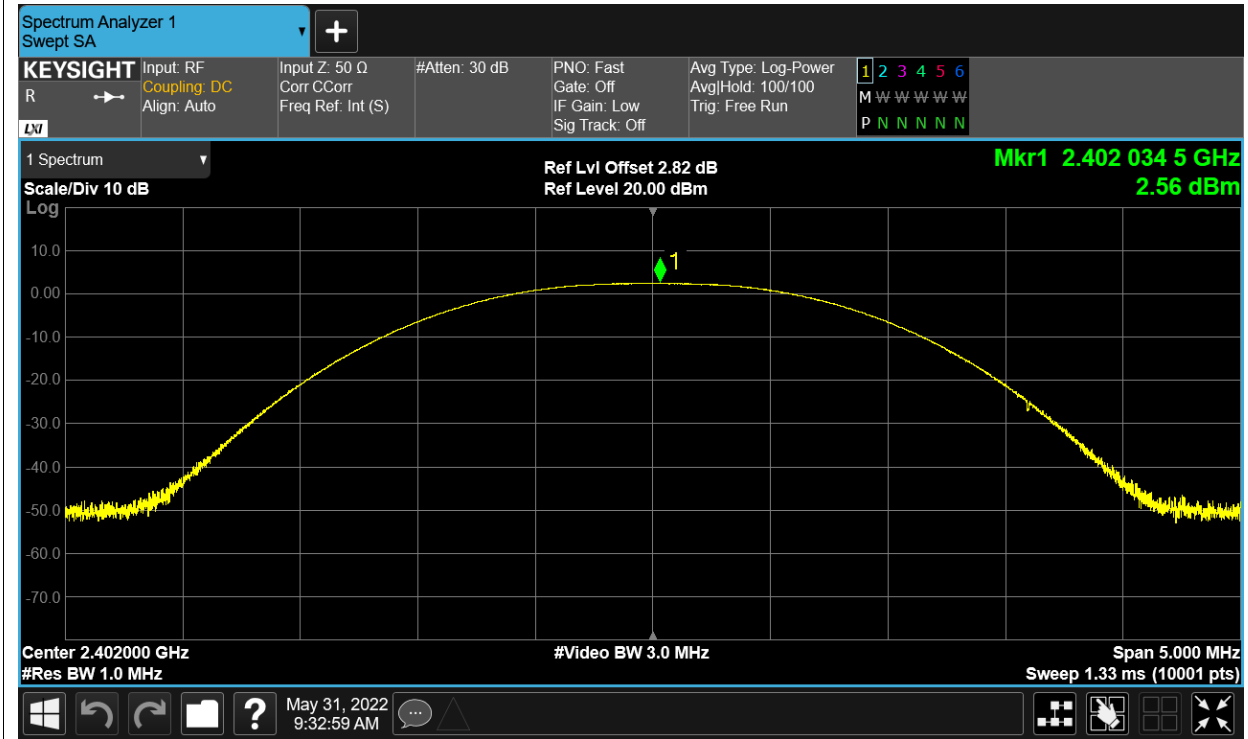 Spectrum Analyzer 1
Swept SA
+
KEYSIGHT
R
LXI
Input: RF
Coupling: DC
Align: Auto
Input Z: 50 Ω
Corr CCorr
Freq Ref: Int (S)
#Atten: 30 dB
PNO: Fast
Gate: Off
IF Gain: Low
Sig Track: Off
Avg Type: Log-Power
Avg|Hold: 100/100
Trig: Free Run
1 2 3 4 5 6
M W W W W W
P N N N N N
1 Spectrum
Scale/Div 10 dB
Log
Ref Lvl Offset 2.82 dB
Ref Level 20.00 dBm
Mkr1 2.402 034 5 GHz
2.56 dBm
1
10.0
0.00
-10.0
-20.0
-30.0
-40.0
-50.0
-60.0
-70.0
Center 2.402000 GHz
#Video BW 3.0 MHz
Span 5.000 MHz
#Res BW 1.0 MHz
Sweep 1.33 ms (10001 pts)
?
May 31, 2022
9:32:59 AM